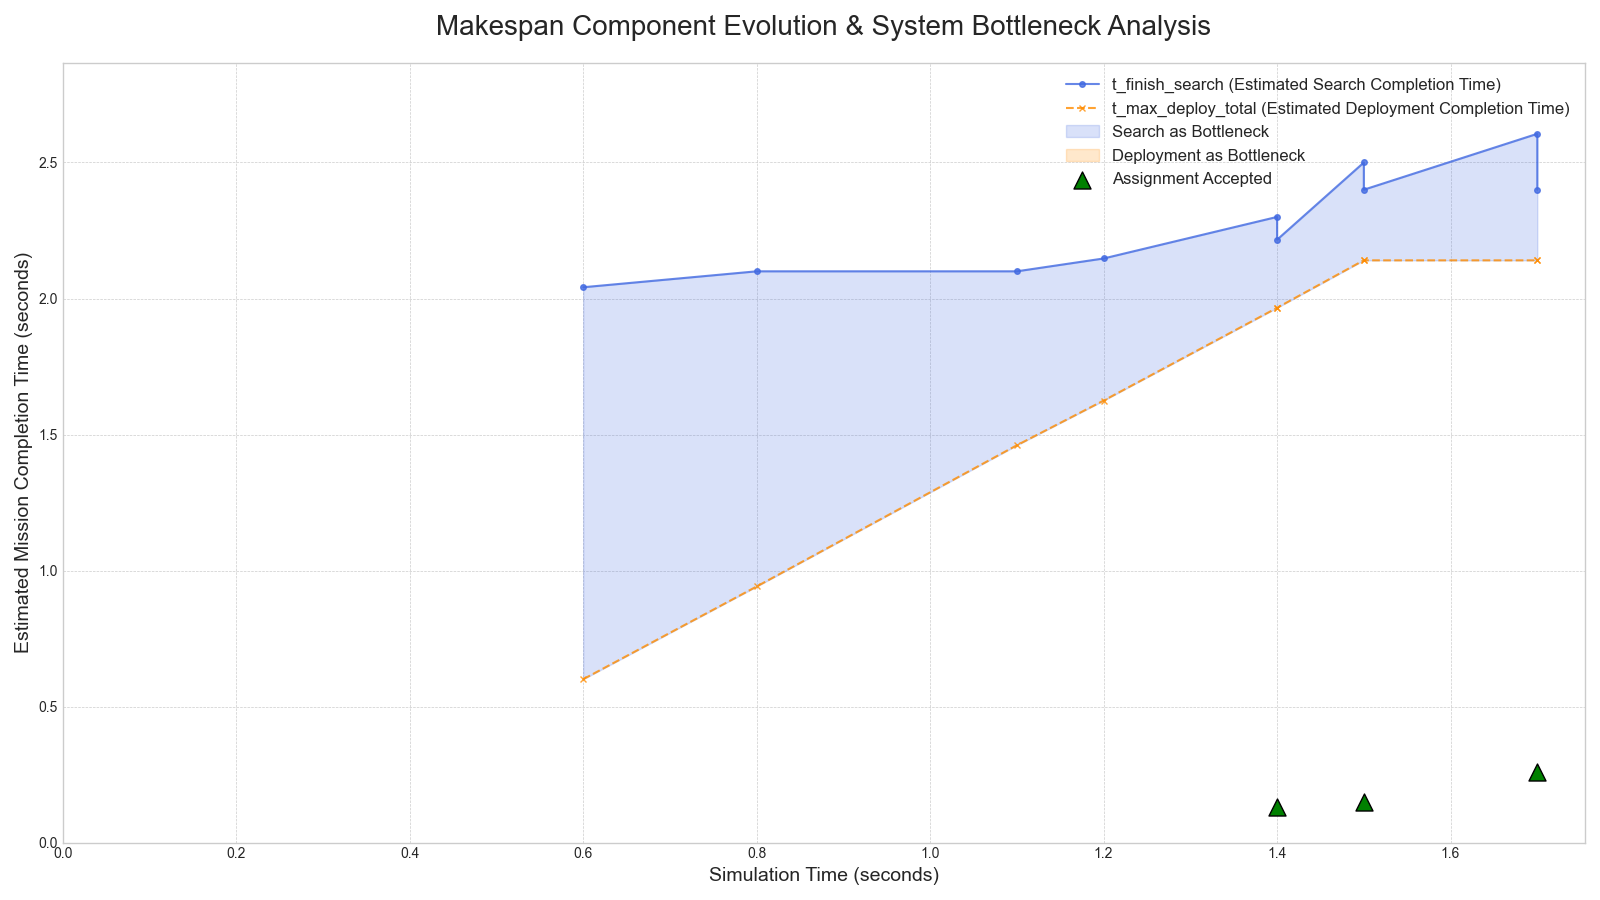 Makespan Component Evolution & System Bottleneck Analysis
t_finish_search (Estimated Search Completion Time)
t_max_deploy_total (Estimated Deployment Completion Time)
Search as Bottleneck
Deployment as Bottleneck
Assignment Accepted
Estimated Mission Completion Time (seconds)
2.5
2.0
1.5
1.0
0.5
0.0
0.0 0.2 0.4 0.6 0.8 1.0 1.2 1.4 1.6
Simulation Time (seconds)